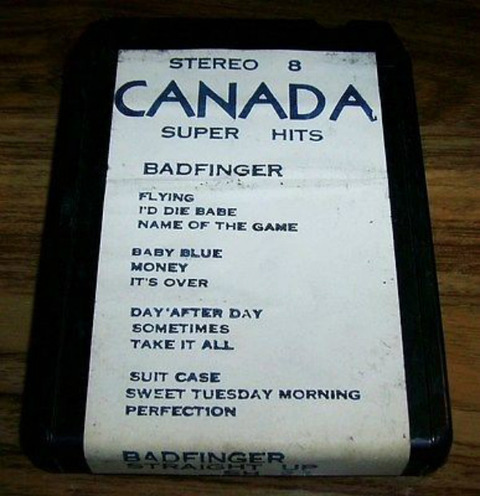 STEREO 8
CANADA
SUPER HITS
BADFINGER
FLYING
I'D DIE BABE
NAME OF THE GAME
BABY BLUE
MONEY
IT'S OVER
DAY AFTER DAY
SOMETIMES
TAKE IT ALL
SUIT CASE
SWEET TUESDAY MORNING
PERFECTION
BADFINGER
STRAIGHT UP